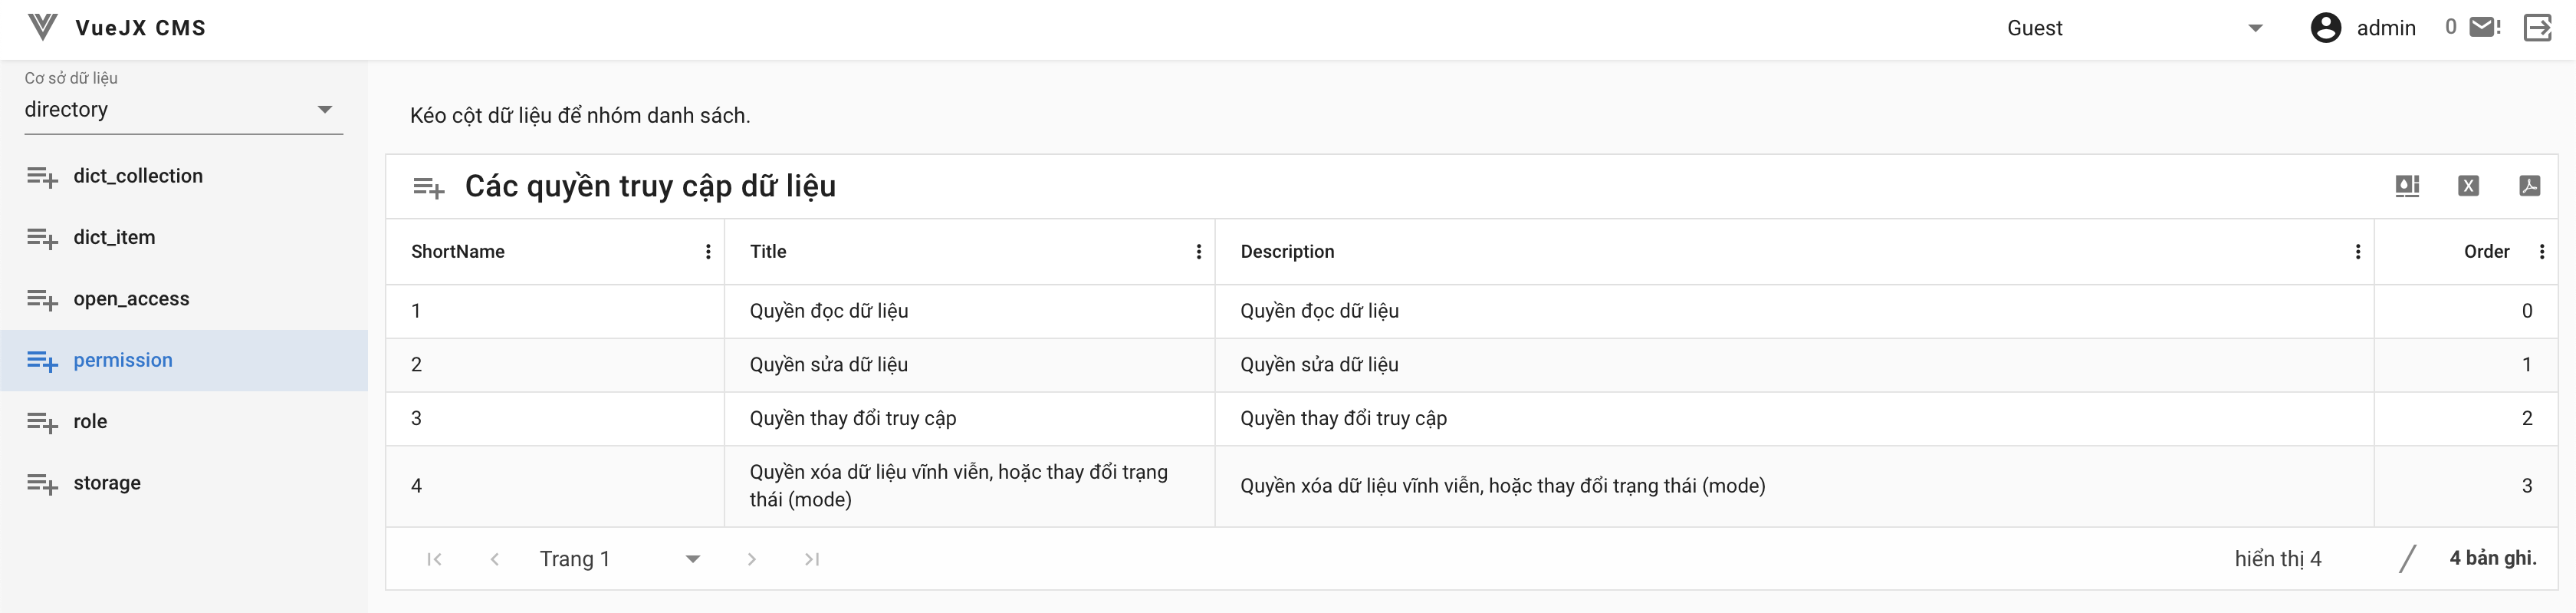 VueJX CMS
Guest
admin
0
Cơ sở dữ liệu
directory
dict_collection
dict_item
open_access
permission
role
storage
Kéo cột dữ liệu để nhóm danh sách.
Các quyền truy cập dữ liệu
ShortName Title Description Order
1 Quyền đọc dữ liệu Quyền đọc dữ liệu 0
2 Quyền sửa dữ liệu Quyền sửa dữ liệu 1
3 Quyền thay đổi truy cập Quyền thay đổi truy cập 2
4 Quyền xóa dữ liệu vĩnh viễn, hoặc thay đổi trạng
thái (mode) Quyền xóa dữ liệu vĩnh viễn, hoặc thay đổi trạng thái (mode) 3
Trang 1
hiển thị 4 / 4 bản ghi.